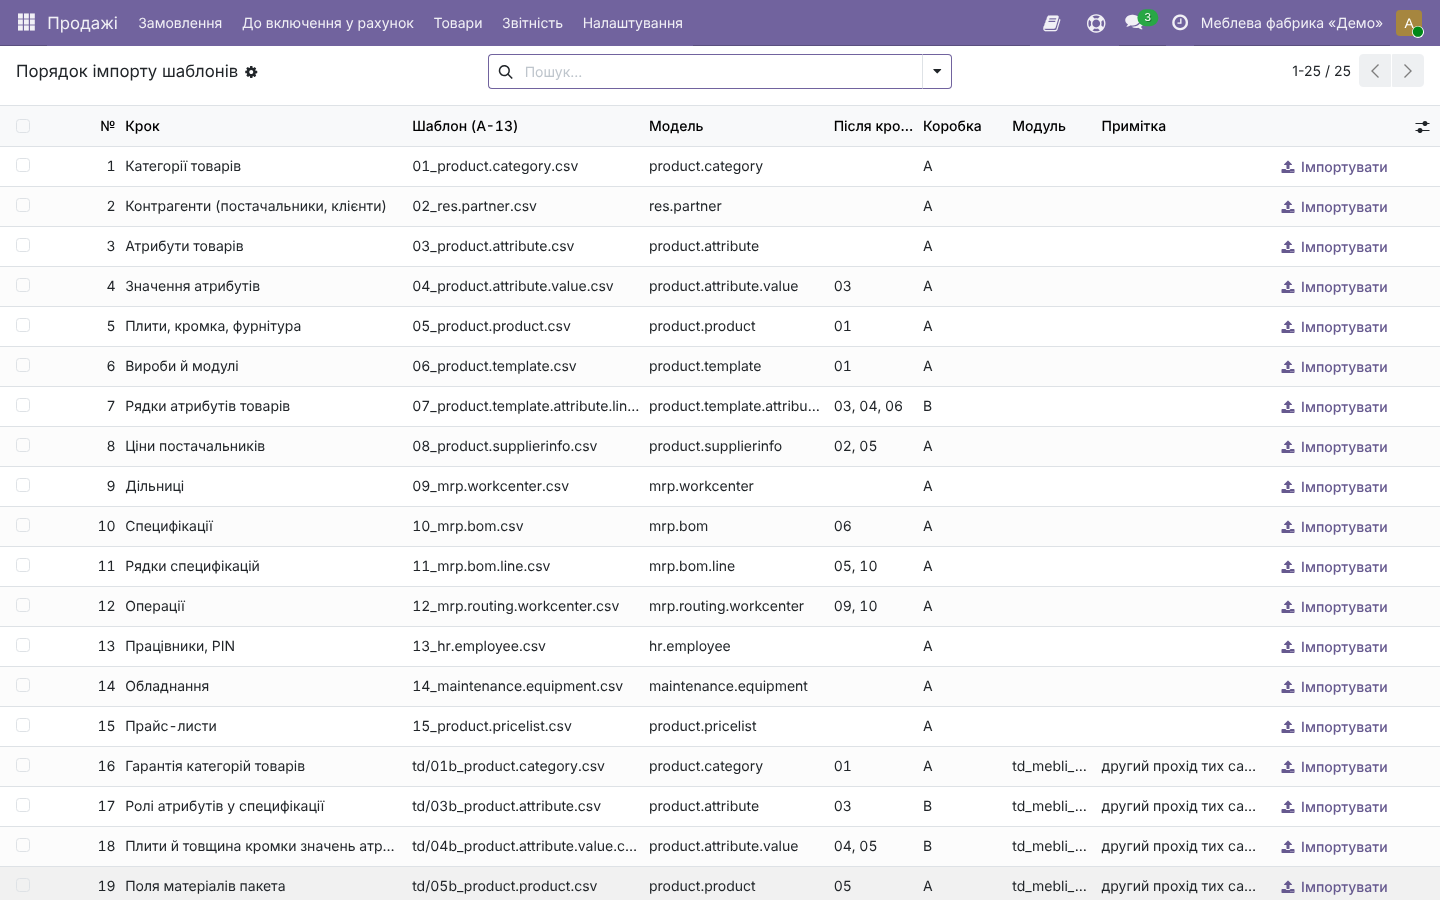 Продажі Замовлення До включення у рахунок Товари Звітність Налаштування 3 Меблева фабрика «Демо» A
Порядок імпорту шаблонів Пошук... 1-25 / 25
№ Крок Шаблон (А-13) Модель Після кро... Коробка Модуль Примітка
1 Категорії товарів 01_product.category.csv product.category A Імпортувати
2 Контрагенти (постачальники, клієнти) 02_res.partner.csv res.partner A Імпортувати
3 Атрибути товарів 03_product.attribute.csv product.attribute A Імпортувати
4 Значення атрибутів 04_product.attribute.value.csv product.attribute.value 03 A Імпортувати
5 Плити, кромка, фурнітура 05_product.product.csv product.product 01 A Імпортувати
6 Вироби й модулі 06_product.template.csv product.template 01 A Імпортувати
7 Рядки атрибутів товарів 07_product.template.attribute.lin... product.template.attribu... 03, 04, 06 B Імпортувати
8 Ціни постачальників 08_product.supplierinfo.csv product.supplierinfo 02, 05 A Імпортувати
9 Дільниці 09_mrp.workcenter.csv mrp.workcenter A Імпортувати
10 Специфікації 10_mrp.bom.csv mrp.bom 06 A Імпортувати
11 Рядки специфікацій 11_mrp.bom.line.csv mrp.bom.line 05, 10 A Імпортувати
12 Операції 12_mrp.routing.workcenter.csv mrp.routing.workcenter 09, 10 A Імпортувати
13 Працівники, PIN 13_hr.employee.csv hr.employee A Імпортувати
14 Обладнання 14_maintenance.equipment.csv maintenance.equipment A Імпортувати
15 Прайс-листи 15_product.pricelist.csv product.pricelist A Імпортувати
16 Гарантія категорій товарів td/01b_product.category.csv product.category 01 A td_mebli_... другий прохід тих са... Імпортувати
17 Ролі атрибутів у специфікації td/03b_product.attribute.csv product.attribute 03 B td_mebli_... другий прохід тих са... Імпортувати
18 Плити й товщина кромки значень атр... td/04b_product.attribute.value.c... product.attribute.value 04, 05 B td_mebli_... другий прохід тих са... Імпортувати
19 Поля матеріалів пакета td/05b_product.product.csv product.product 05 A td_mebli_... другий прохід тих са... Імпортувати